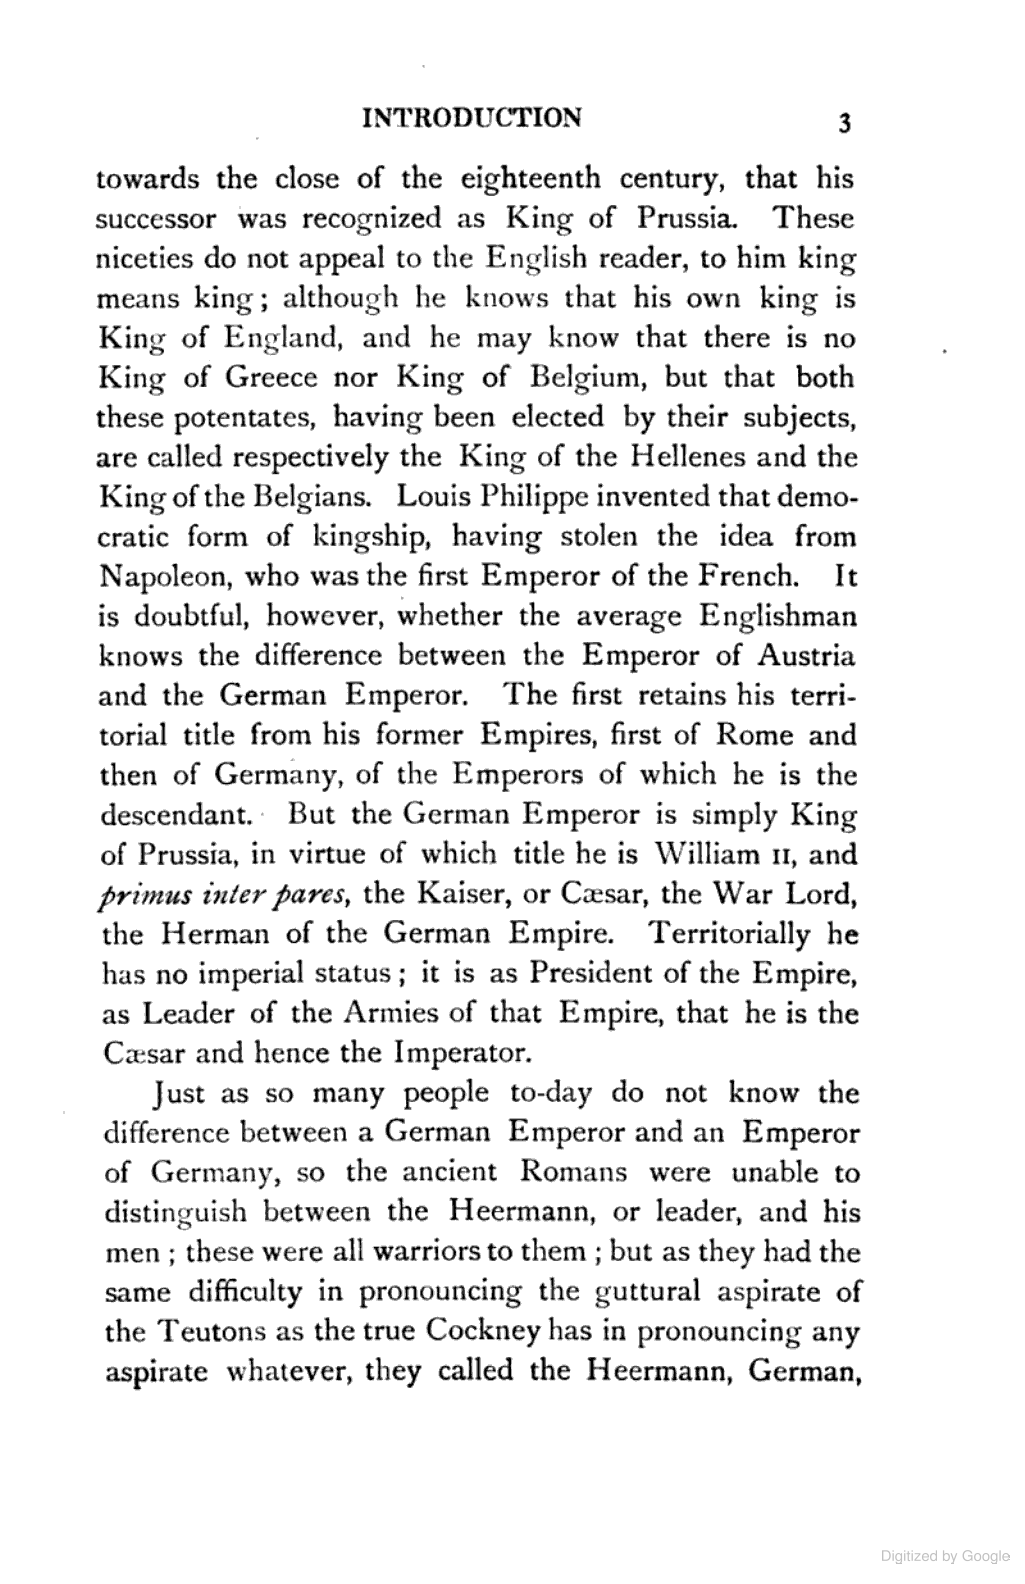 INTRODUCTION 3
towards the close of the eighteenth century, that his
successor was recognized as King of Prussia. These
niceties do not appeal to the English reader, to him king
means king; although he knows that his own king is
King of England, and he may know that there is no
King of Greece nor King of Belgium, but that both
these potentates, having been elected by their subjects,
are called respectively the King of the Hellenes and the
King of the Belgians. Louis Philippe invented that demo-
cratic form of kingship, having stolen the idea from
Napoleon, who was the first Emperor of the French. It
is doubtful, however, whether the average Englishman
knows the difference between the Emperor of Austria
and the German Emperor. The first retains his terri-
torial title from his former Empires, first of Rome and
then of Germany, of the Emperors of which he is the
descendant. But the German Emperor is simply King
of Prussia, in virtue of which title he is William II, and
primus inter pares, the Kaiser, or Cæsar, the War Lord,
the Herman of the German Empire. Territorially he
has no imperial status; it is as President of the Empire,
as Leader of the Armies of that Empire, that he is the
Cæsar and hence the Imperator.
Just as so many people to-day do not know the
difference between a German Emperor and an Emperor
of Germany, so the ancient Romans were unable to
distinguish between the Heermann, or leader, and his
men ; these were all warriors to them ; but as they had the
same difficulty in pronouncing the guttural aspirate of
the Teutons as the true Cockney has in pronouncing any
aspirate whatever, they called the Heermann, German,
Digitized by Google